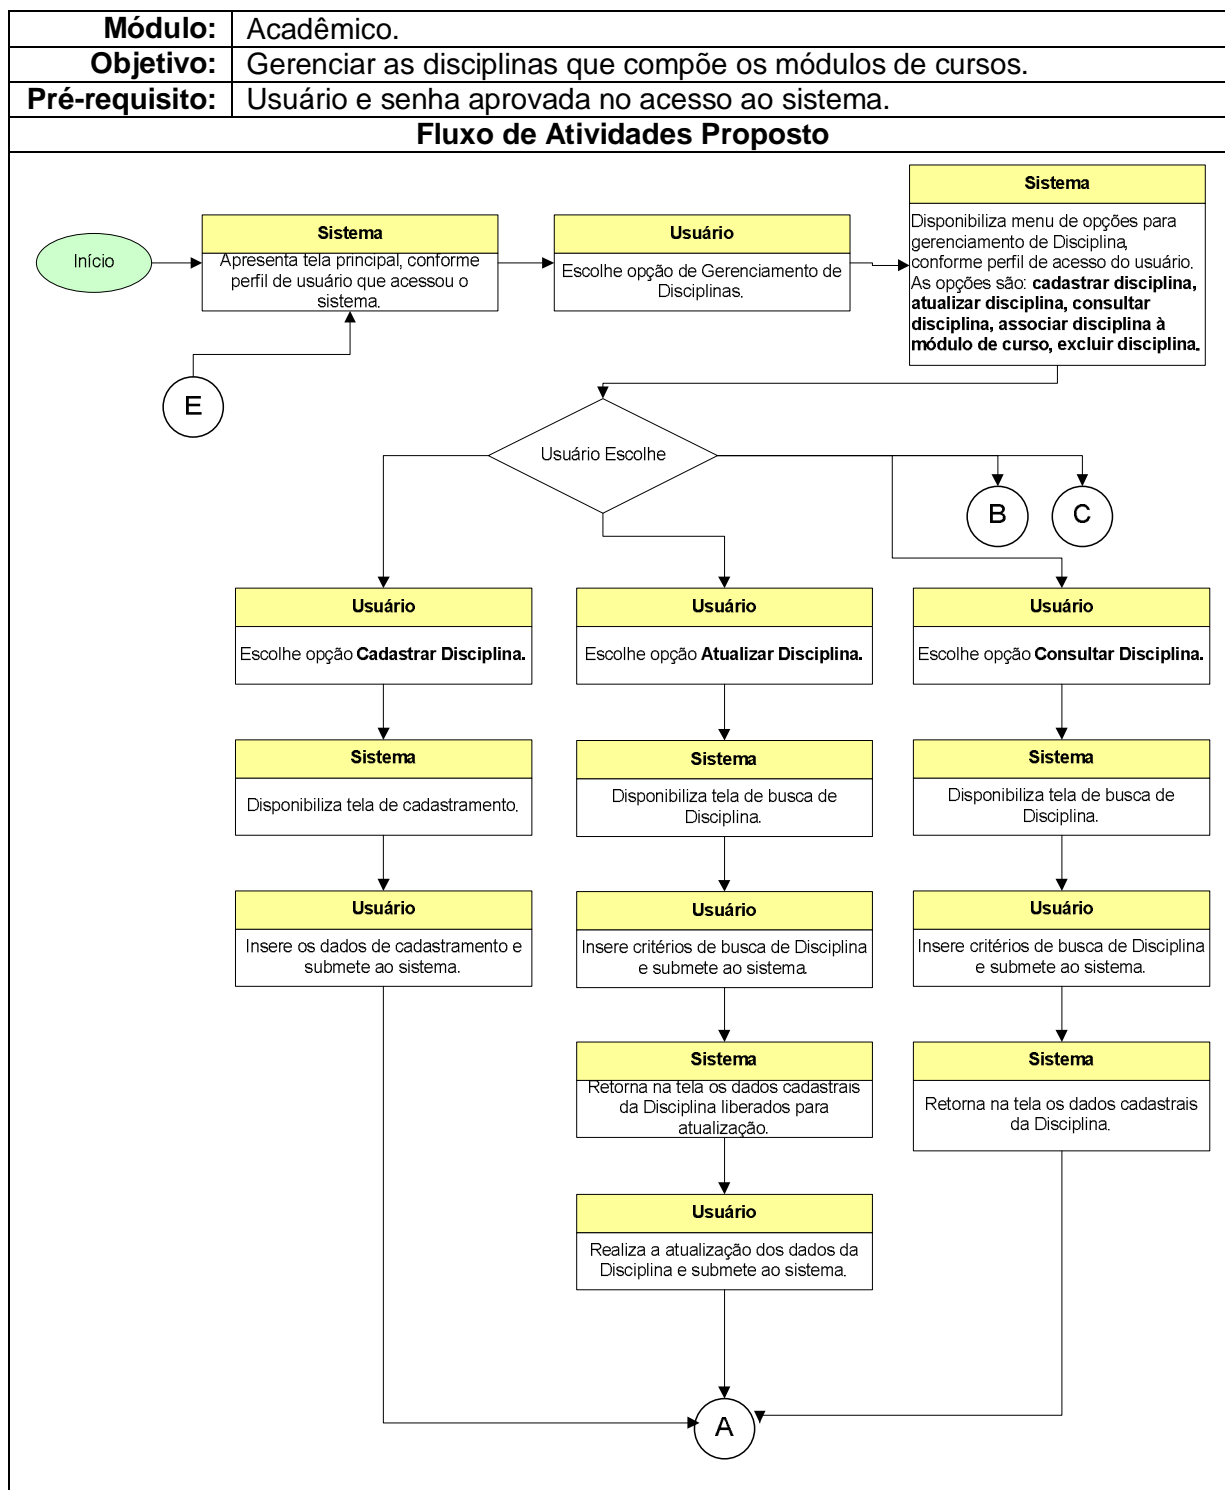 Módulo: Acadêmico.
Objetivo: Gerenciar as disciplinas que compõe os módulos de cursos.
Pré-requisito: Usuário e senha aprovada no acesso ao sistema.
Fluxo de Atividades Proposto
Início
Sistema
Apresenta tela principal, conforme
perfil de usuário que acessou o
sistema.
Usuário
Escolhe opção de Gerenciamento de
Disciplinas.
Sistema
Disponibiliza menu de opções para
gerenciamento de Disciplina,
conforme perfil de acesso do usuário.
As opções são: cadastrar disciplina,
atualizar disciplina, consultar
disciplina, associar disciplina à
módulo de curso, excluir disciplina.
E
Usuário Escolhe
B
C
Usuário
Escolhe opção Cadastrar Disciplina.
Sistema
Disponibiliza tela de cadastramento.
Usuário
Insere os dados de cadastramento e
submete ao sistema.
Usuário
Escolhe opção Atualizar Disciplina.
Sistema
Disponibiliza tela de busca de
Disciplina.
Usuário
Insere critérios de busca de Disciplina
e submete ao sistema.
Sistema
Retorna na tela os dados cadastrais
da Disciplina liberados para
atualização.
Usuário
Realiza a atualização dos dados da
Disciplina e submete ao sistema.
Usuário
Escolhe opção Consultar Disciplina.
Sistema
Disponibiliza tela de busca de
Disciplina.
Usuário
Insere critérios de busca de Disciplina
e submete ao sistema.
Sistema
Retorna na tela os dados cadastrais
da Disciplina.
A